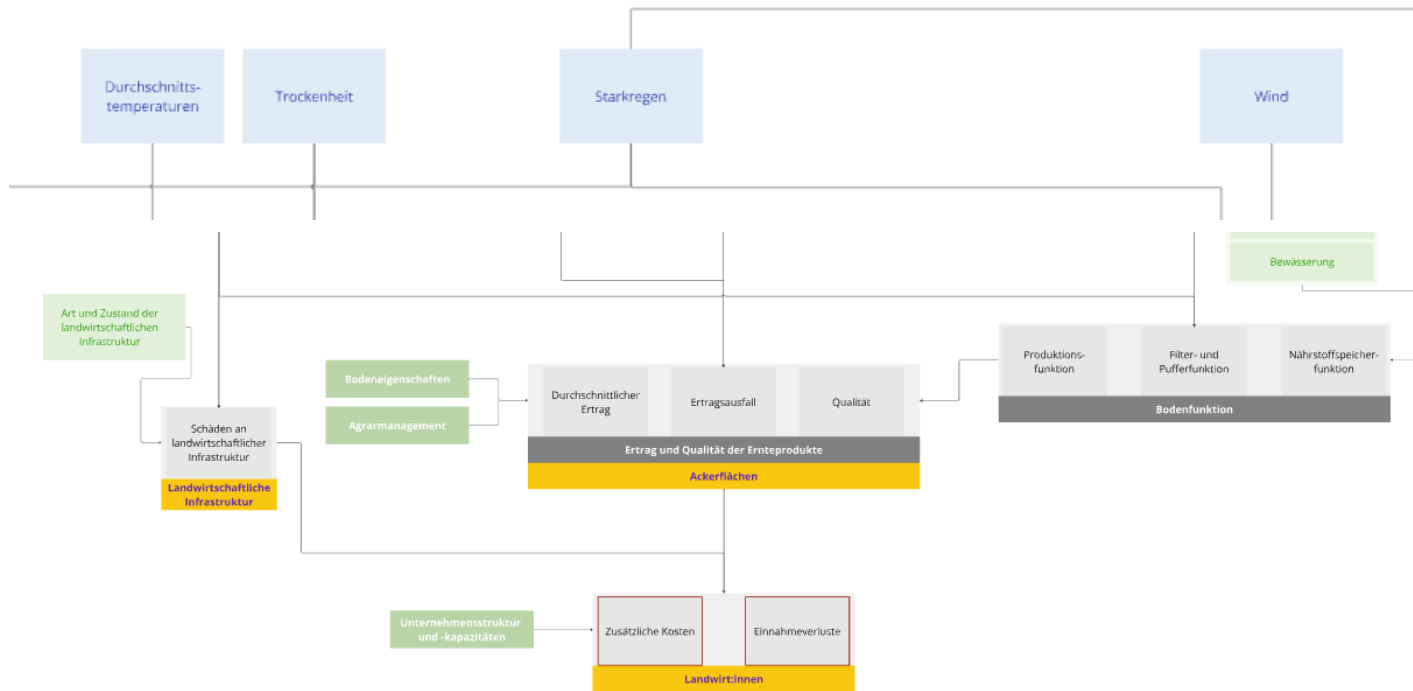 Durchschnitts-
temperaturen
Trockenheit
Starkregen
Wind
Bewässerung
Art und Zustand der
landwirtschaftlichen
Infrastruktur
Produktions-
funktion
Filter- und
Pufferfunktion
Nährstoffspeicher-
funktion
Bodenfunktion
Bodeneigenschaften
Agrarmanagement
Durchschnittlicher
Ertrag
Ertragsausfall
Qualität
Ertrag und Qualität der Ernteprodukte
Ackerflächen
Schäden an
landwirtschaftlicher
Infrastruktur
Landwirtschaftliche
Infrastruktur
Unternehmensstruktur
und -kapazitäten
Zusätzliche Kosten
Einnahmeverluste
Landwirt:innen